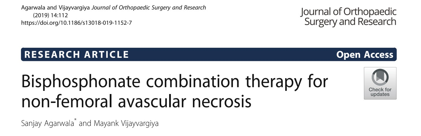 Agarwala and Vijayvargiya Journal of Orthopaedic Surgery and Research
(2019) 14:112
https://doi.org/10.1186/s13018-019-1152-7
Journal of Orthopaedic
Surgery and Research
RESEARCH ARTICLE
Open Access
Bisphosphonate combination therapy for
non-femoral avascular necrosis
Check for
updates
Sanjay Agarwala* and Mayank Vijayvargiya